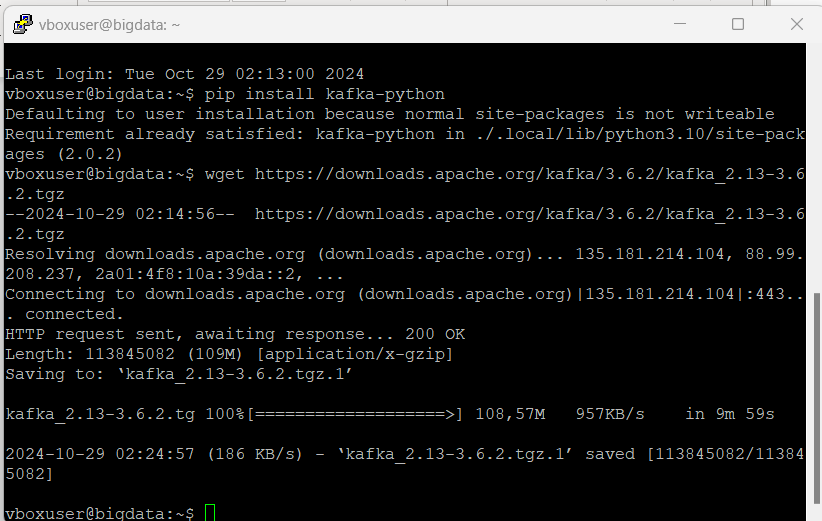 vboxuser@bigdata: ~
Last login: Tue Oct 29 02:13:00 2024
vboxuser@bigdata:~$ pip install kafka-python
Defaulting to user installation because normal site-packages is not writeable
Requirement already satisfied: kafka-python in ./.local/lib/python3.10/site-pack
ages (2.0.2)
vboxuser@bigdata:~$ wget https://downloads.apache.org/kafka/3.6.2/kafka_2.13-3.6
.2.tgz
--2024-10-29 02:14:56--  https://downloads.apache.org/kafka/3.6.2/kafka_2.13-3.6
.2.tgz
Resolving downloads.apache.org (downloads.apache.org)... 135.181.214.104, 88.99.
208.237, 2a01:4f8:10a:39da::2, ...
Connecting to downloads.apache.org (downloads.apache.org)|135.181.214.104|:443..
. connected.
HTTP request sent, awaiting response... 200 OK
Length: 113845082 (109M) [application/x-gzip]
Saving to: ‘kafka_2.13-3.6.2.tgz.1’
kafka_2.13-3.6.2.tg 100%[===================>] 108,57M   957KB/s    in 9m 59s
2024-10-29 02:24:57 (186 KB/s) - ‘kafka_2.13-3.6.2.tgz.1’ saved [113845082/11384
5082]
vboxuser@bigdata:~$